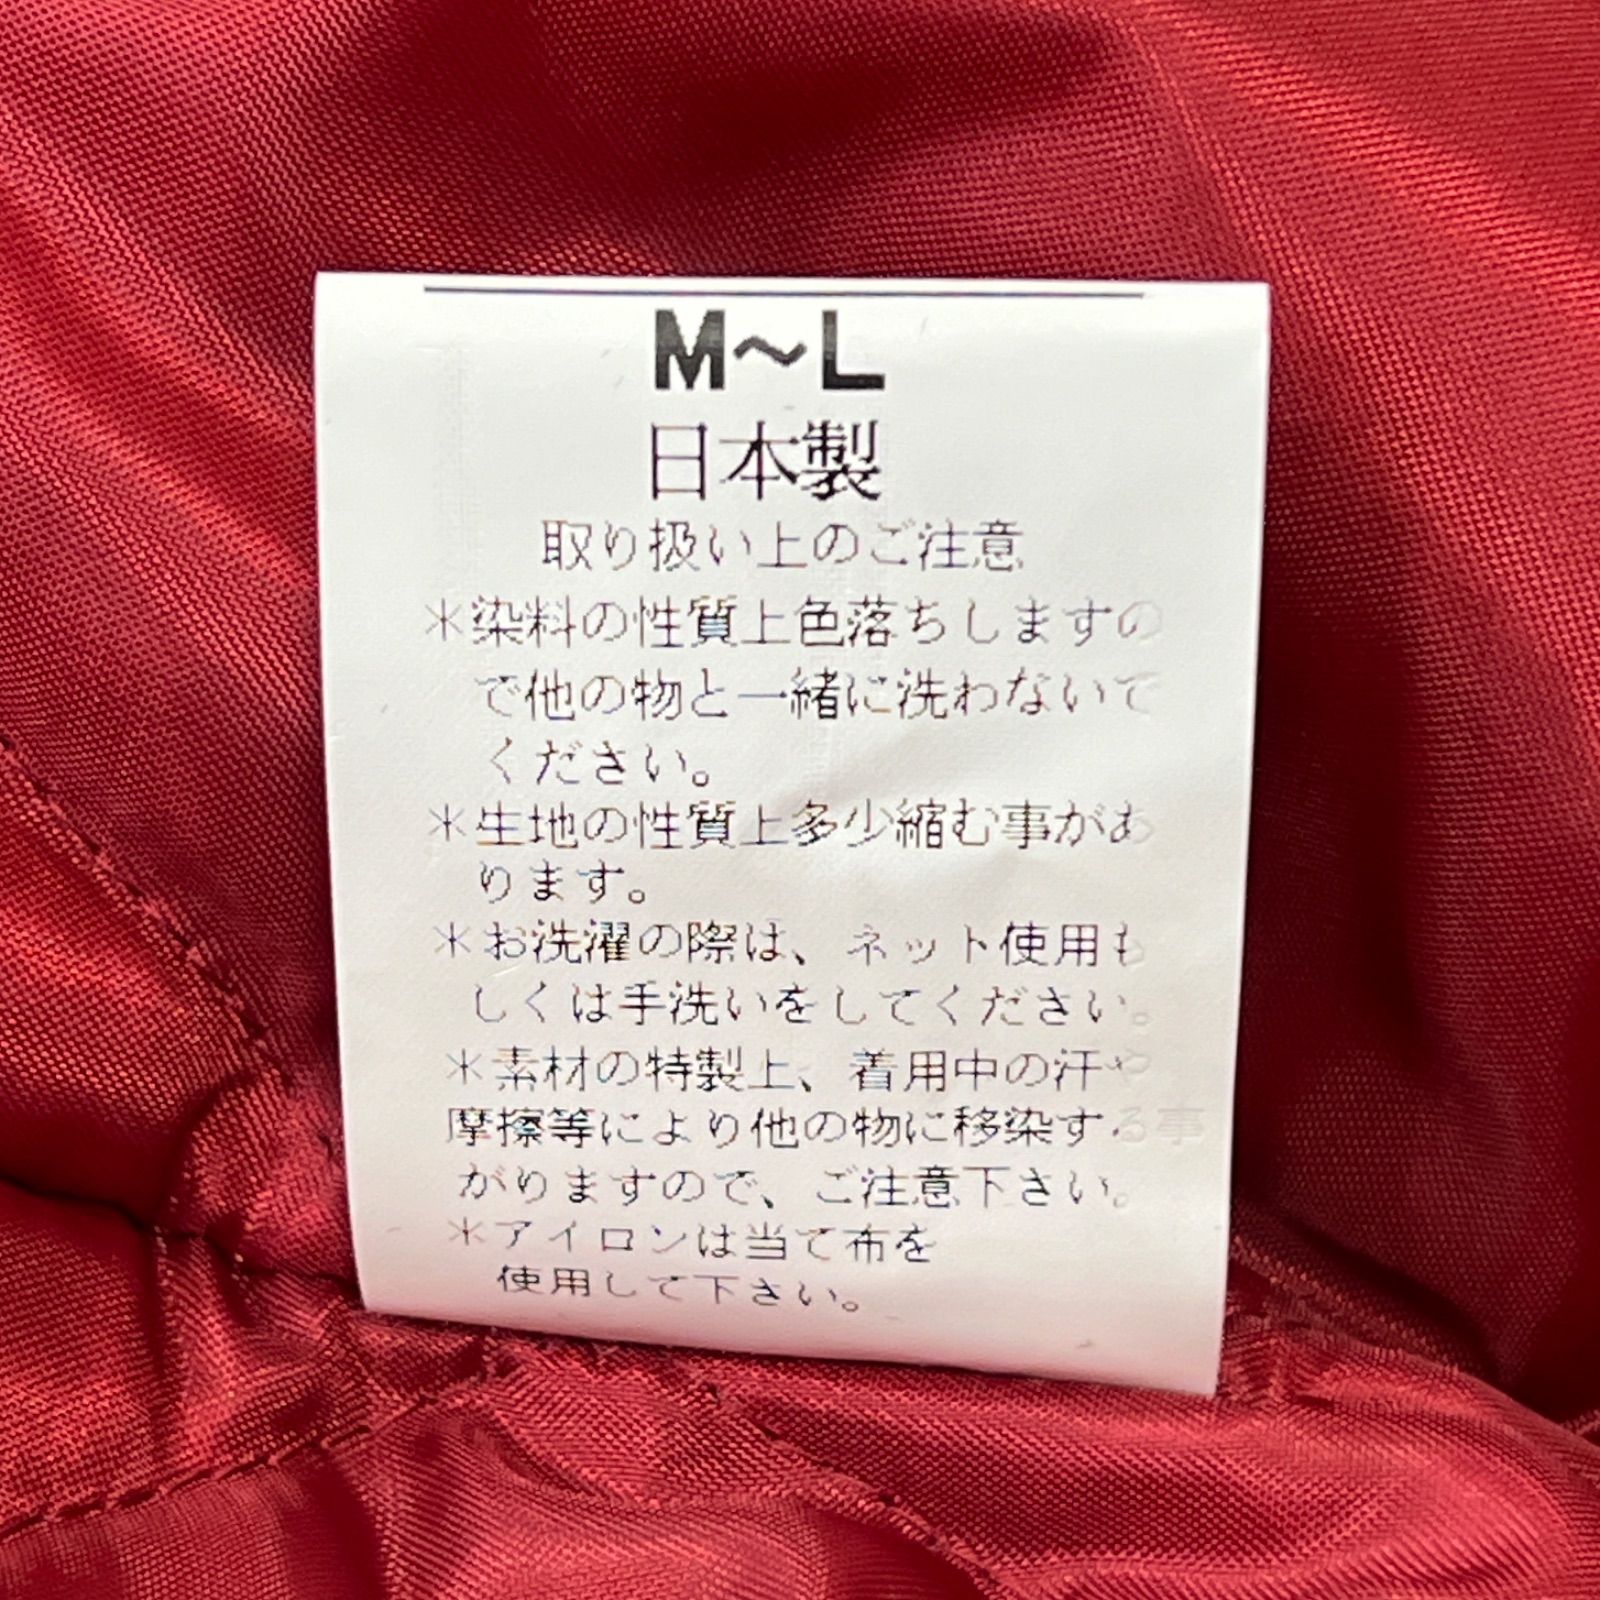 M～L
日本製
取り扱い上のご注意
＊染料の性質上色落ちしますの
で他の物と一緒に洗わないで
ください。
＊生地の性質上多少縮む事があ
ります。
＊お洗濯の際は、ネット使用も
しくは手洗いをしてください。
＊素材の特製上、着用中の汗や
摩擦等により他の物に移染する事
がりますので、ご注意下さい。
＊アイロンは当て布を
使用して下さい。